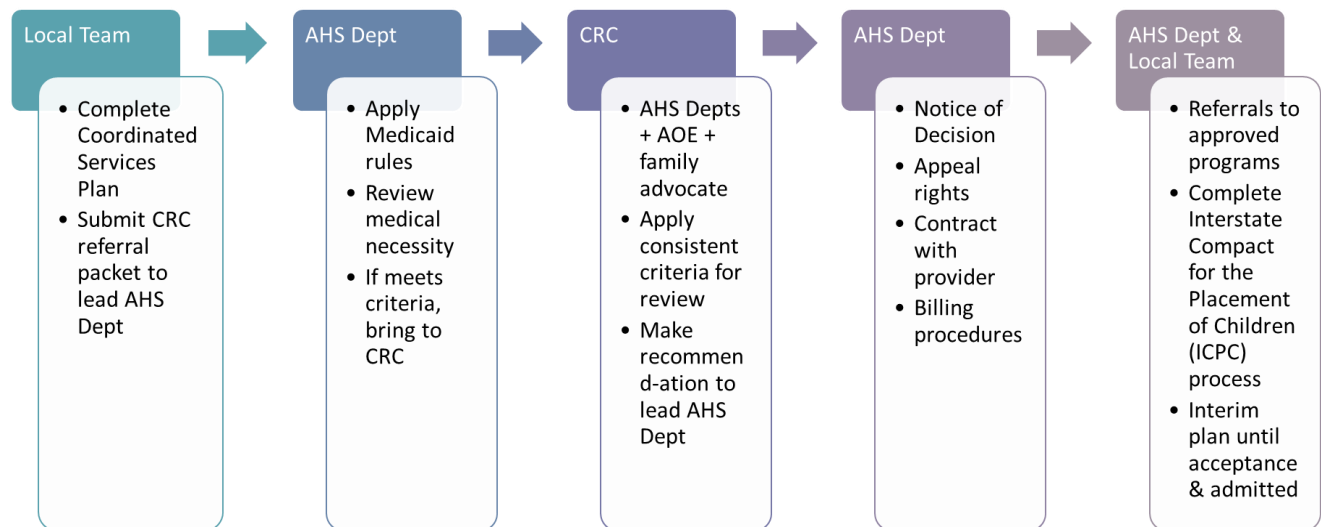 Local Team
• Complete
Coordinated
Services
Plan
• Submit CRC
referral
packet to
lead AHS
Dept
AHS Dept
• Apply
Medicaid
rules
• Review
medical
necessity
• If meets
criteria,
bring to
CRC
CRC
• AHS Depts
+ AOE +
family
advocate
• Apply
consistent
criteria for
review
• Make
recommen
d-ation to
lead AHS
Dept
AHS Dept
• Notice of
Decision
• Appeal
rights
• Contract
with
provider
• Billing
procedures
AHS Dept &
Local Team
• Referrals to
approved
programs
• Complete
Interstate
Compact
for the
Placement
of Children
(ICPC)
process
• Interim
plan until
acceptance
& admitted